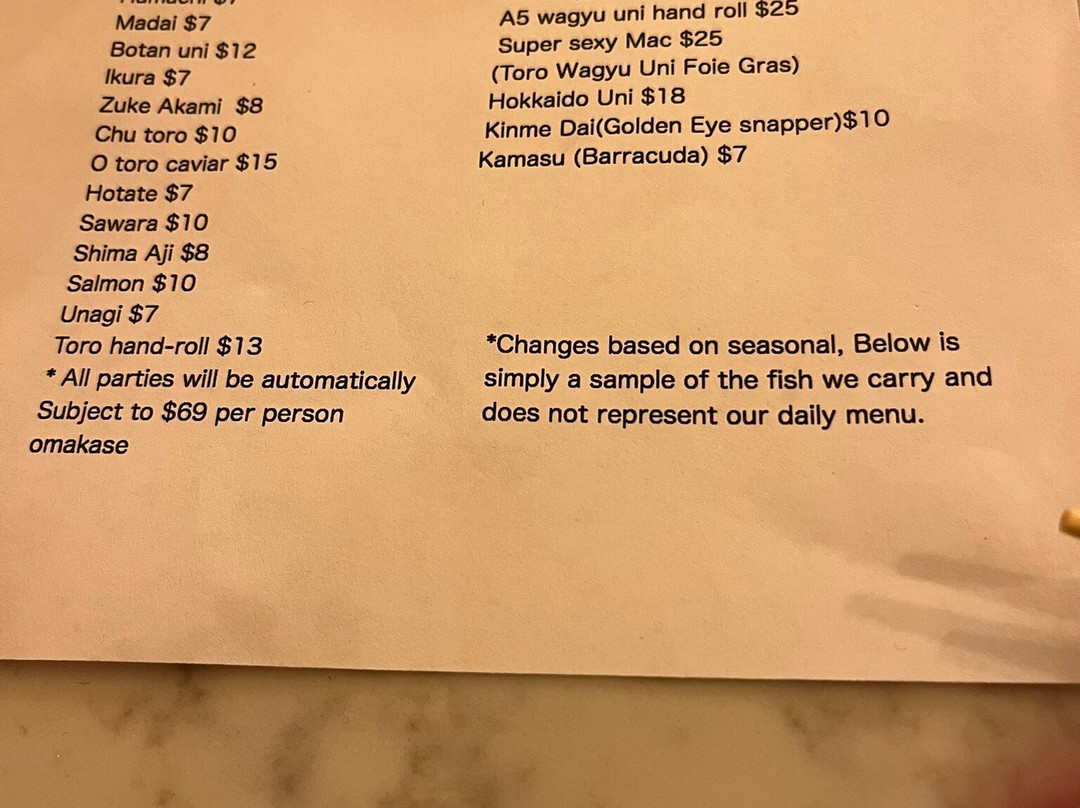 Madai $7
Botan uni $12
Ikura $7
Zuke Akami $8
Chu toro $10
O toro caviar $15
Hotate $7
Sawara $10
Shima Aji $8
Salmon $10
Unagi $7
Toro hand-roll $13
* All parties will be automatically
Subject to $69 per person
omakase
A5 wagyu uni hand roll $25
Super sexy Mac $25
(Toro Wagyu Uni Foie Gras)
Hokkaido Uni $18
Kinme Dai(Golden Eye snapper)$10
Kamasu (Barracuda) $7
*Changes based on seasonal, Below is
simply a sample of the fish we carry and
does not represent our daily menu.